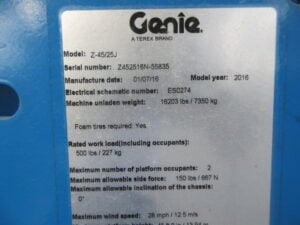 Genie
A TEREX BRAND
Model: Z-45/25J
Serial number: Z452516N-55835
Manufacture date: 01/07/16 Model year: 2016
Electrical schematic number: ES0274
Machine unladen weight: 16203 lbs / 7350 kg
Foam tires required: Yes
Rated work load (including occupants):
500 lbs / 227 kg
Maximum number of platform occupants: 2
Maximum allowable side force: 150 lbs / 667 N
Maximum allowable inclination of the chassis:
0°
Maximum wind speed: 28 mph / 12.5 m/s